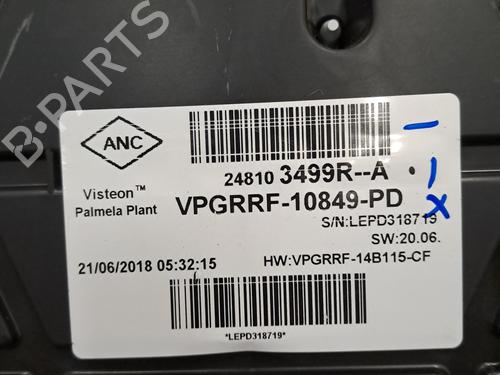 B-PARTS
ANC
24810 3499R--A
Visteon™
Palmela Plant
VPGRRF-10849-PD
S/N:LEPD318719
SW:20.06.
21/06/2018 05:32:15
HW:VPGRRF-14B115-CF
*LEPD318719*